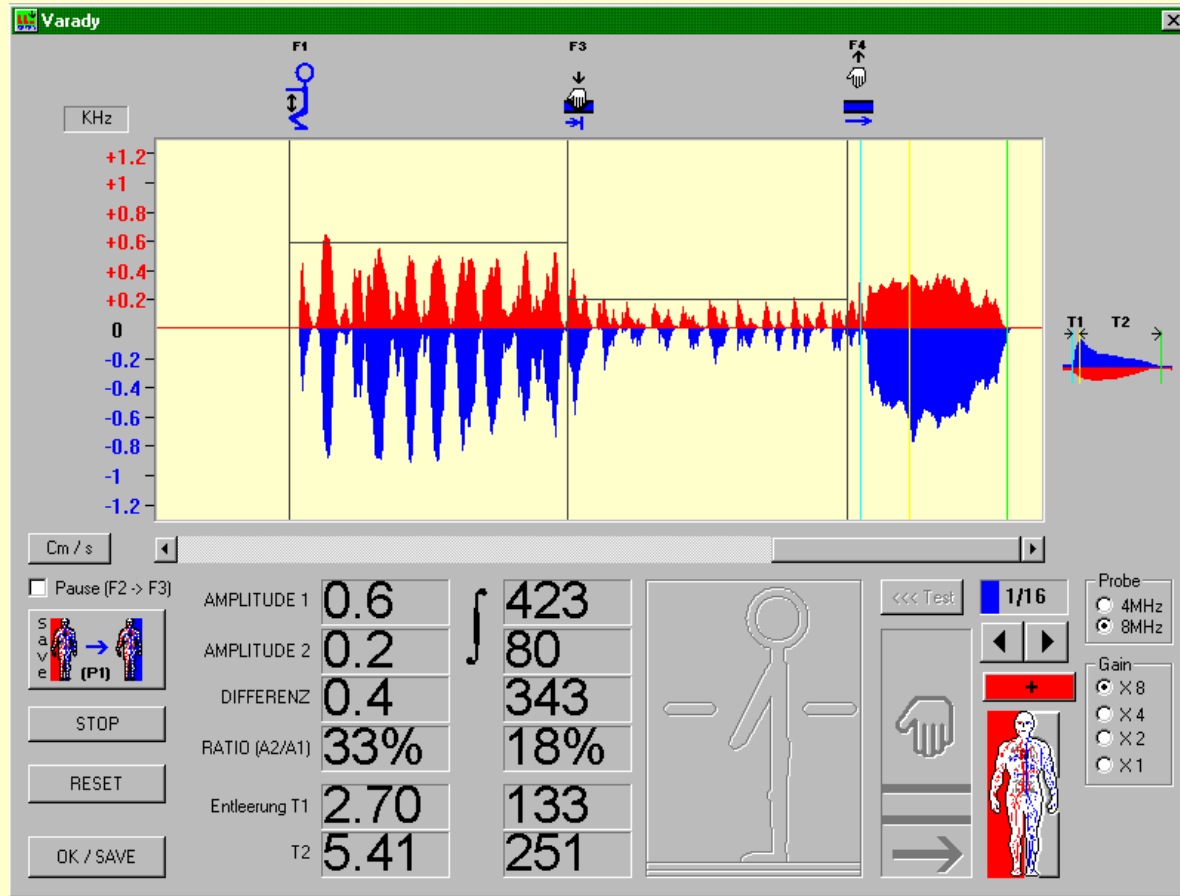 Varady
F1 F3 F4
KHz
+1.2
+1
+0.8
+0.6
+0.4
+0.2
0
-0.2
-0.4
-0.6
-0.8
-1
-1.2
T1 T2
Cm / s
Pause (F2 -> F3)
Save
(P1)
STOP
RESET
OK / SAVE
AMPLITUDE 1 0.6 ∫ 423
AMPLITUDE 2 0.2 80
DIFFERENZ 0.4 343
RATIO (A2/A1) 33% 18%
Entleerung T1 2.70 133
T2 5.41 251
<<< Test
1/16
+
Probe
4MHz
8MHz
Gain
X 8
X 4
X 2
X 1